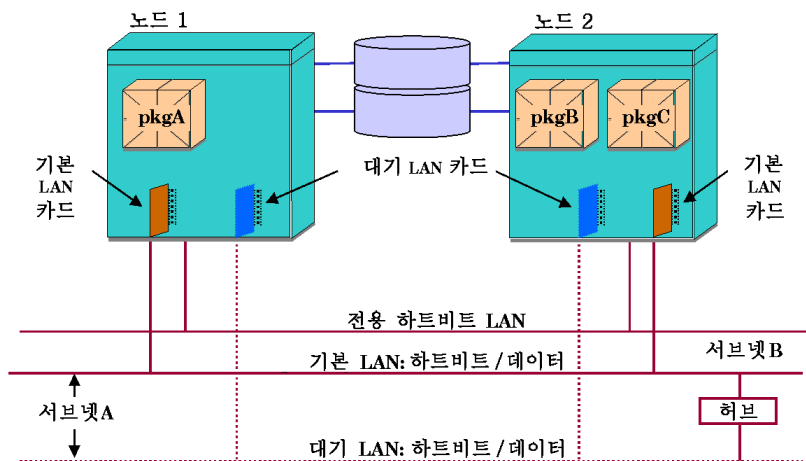 노드 1
노드 2
pkgA
pkgB
pkgC
기본
LAN
카드
대기 LAN 카드
기본
LAN
카드
전용 하트비트 LAN
서브넷B
기본 LAN: 하트비트/데이터
서브넷A
허브
대기 LAN: 하트비트/데이터